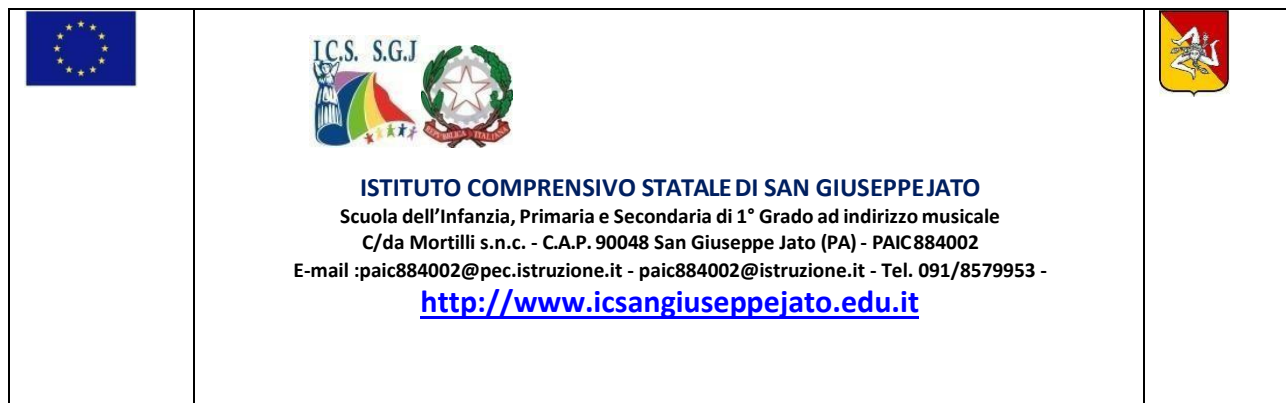 I.C.S. S.G.J
REPUBBLICA ITALIANA
ISTITUTO COMPRENSIVO STATALE DI SAN GIUSEPPE JATO
Scuola dell’Infanzia, Primaria e Secondaria di 1° Grado ad indirizzo musicale
C/da Mortilli s.n.c. - C.A.P. 90048 San Giuseppe Jato (PA) - PAIC884002
E-mail :paic884002@pec.istruzione.it - paic884002@istruzione.it - Tel. 091/8579953 -
http://www.icsangiuseppejato.edu.it